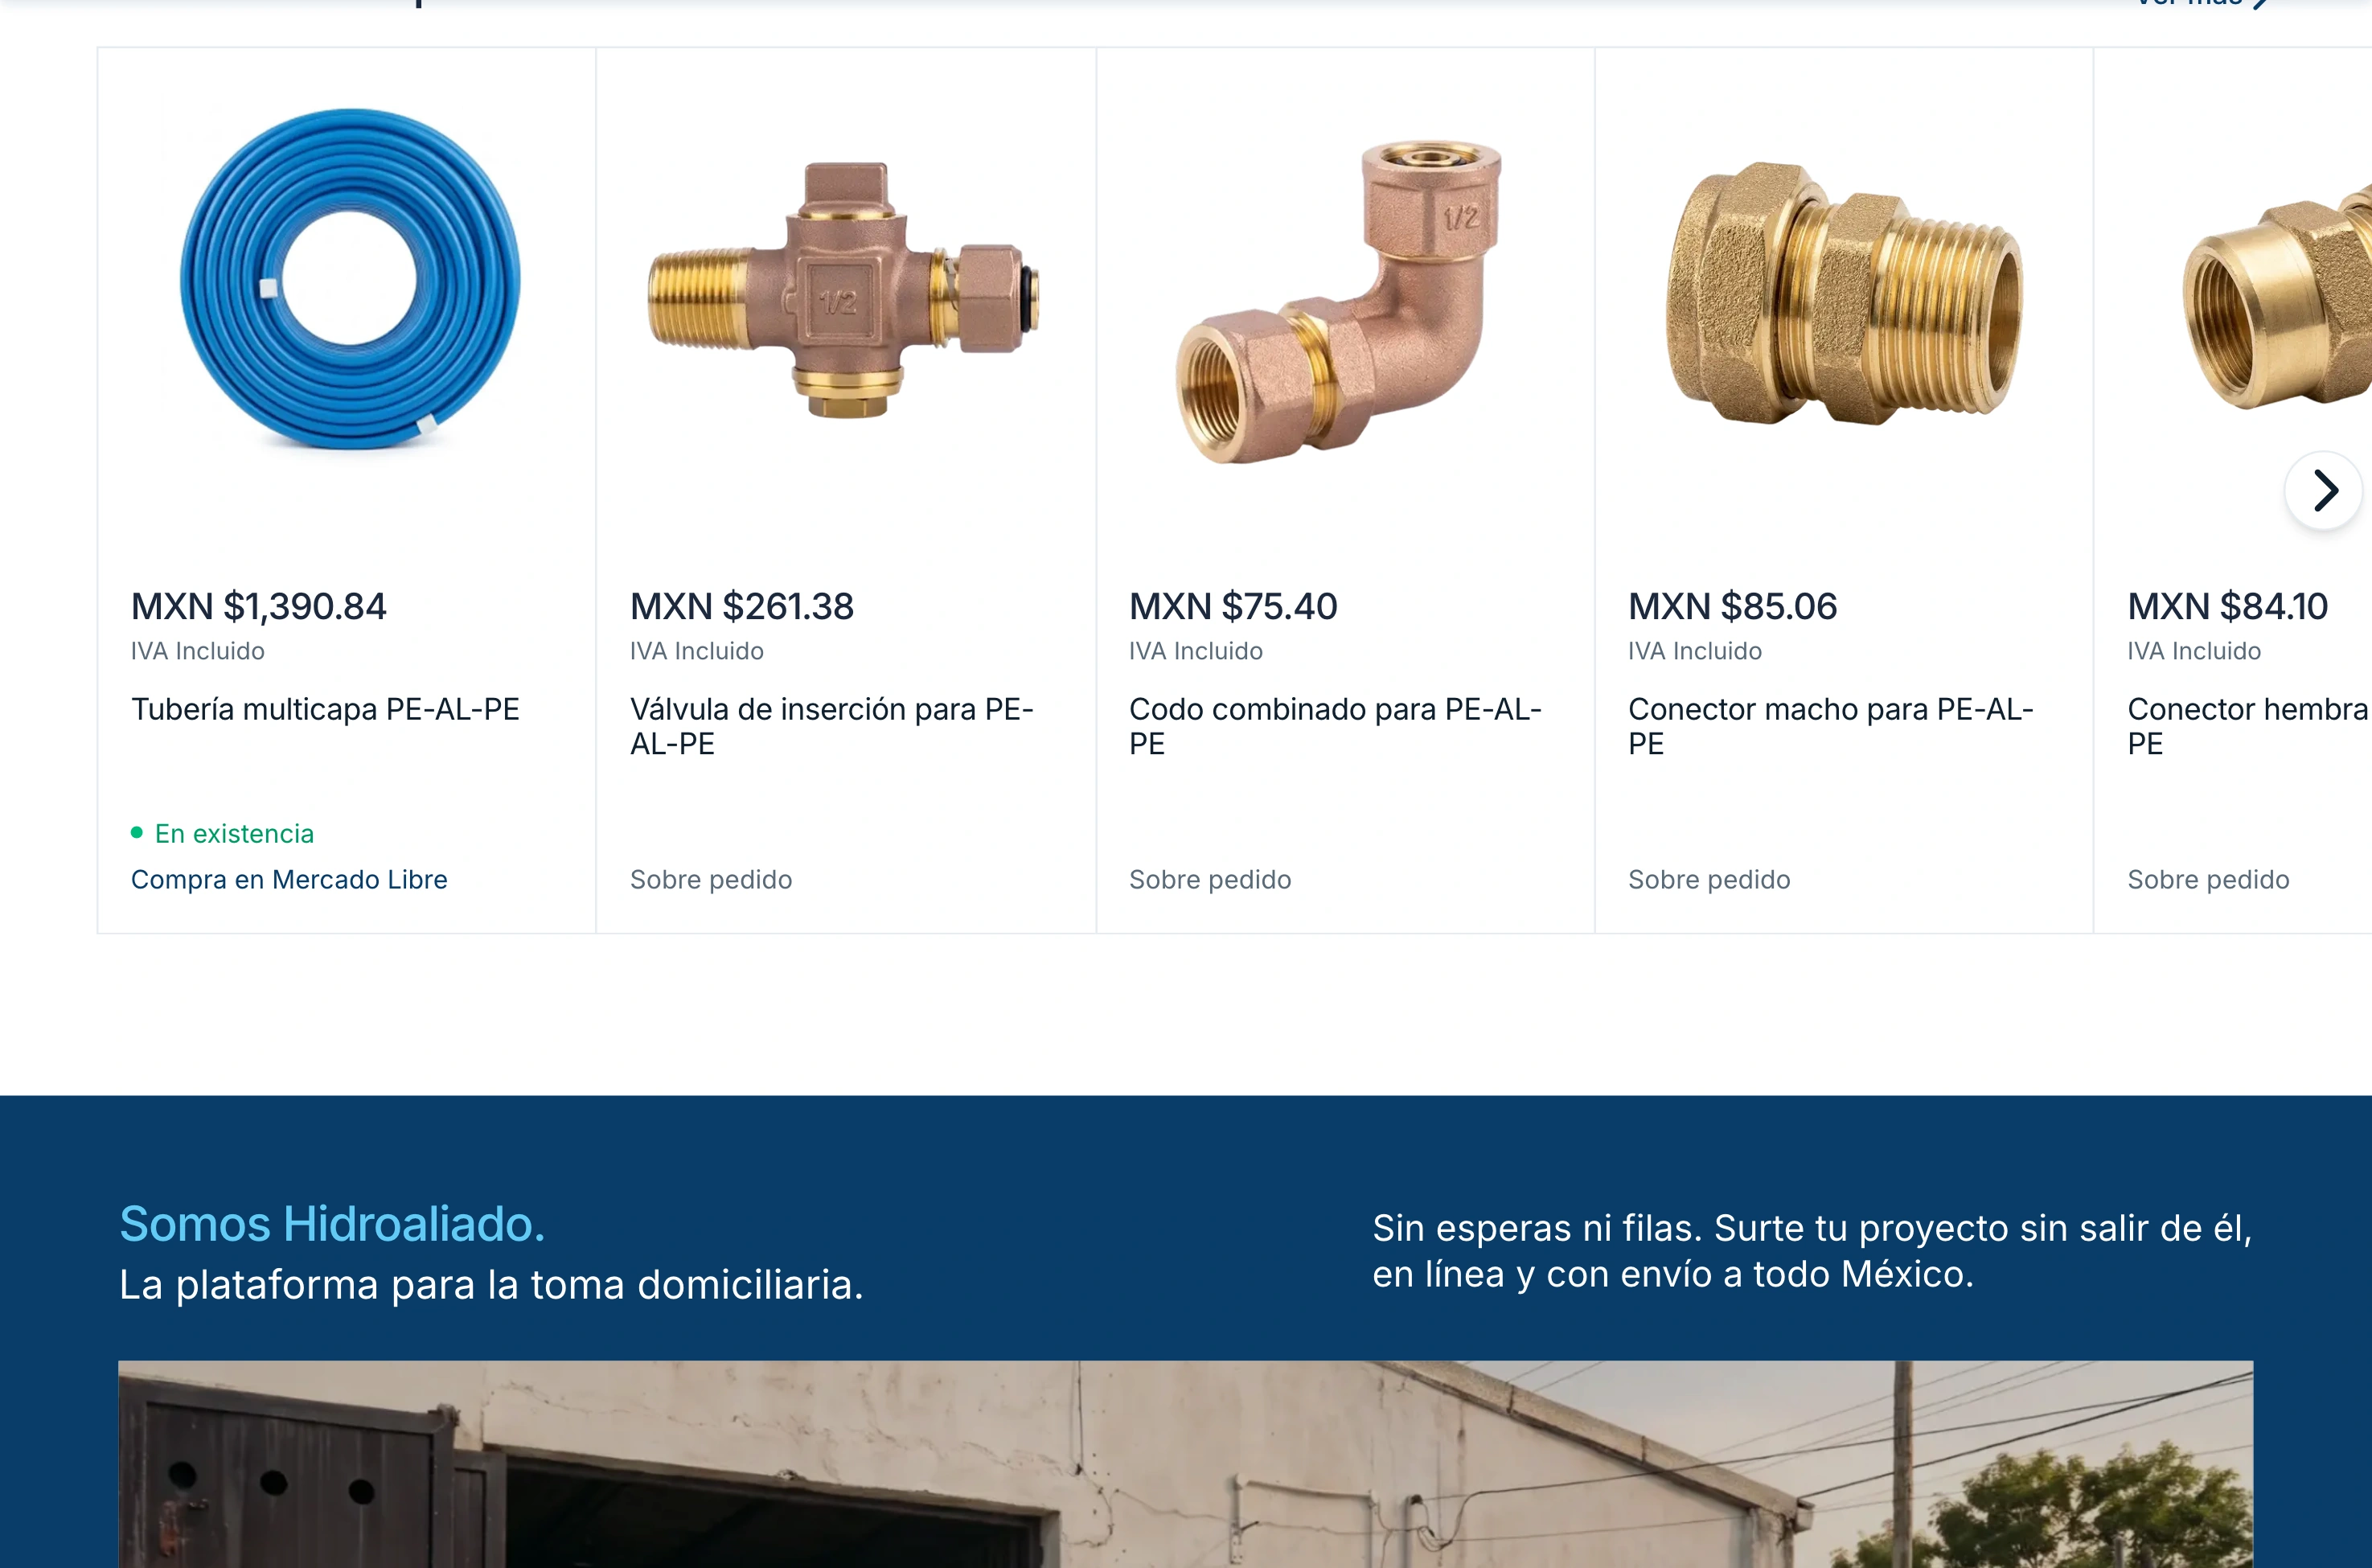 MXN $1,390.84
IVA Incluido
Tubería multicapa PE-AL-PE
En existencia
Compra en Mercado Libre
1/2
MXN $261.38
IVA Incluido
Válvula de inserción para PE-
AL-PE
Sobre pedido
1/2
MXN $75.40
IVA Incluido
Codo combinado para PE-AL-
PE
Sobre pedido
MXN $85.06
IVA Incluido
Conector macho para PE-AL-
PE
Sobre pedido
MXN $84.10
IVA Incluido
Conector hembra
PE
Sobre pedido
Somos Hidroaliado.
La plataforma para la toma domiciliaria.
Sin esperas ni filas. Surte tu proyecto sin salir de él,
en línea y con envío a todo México.